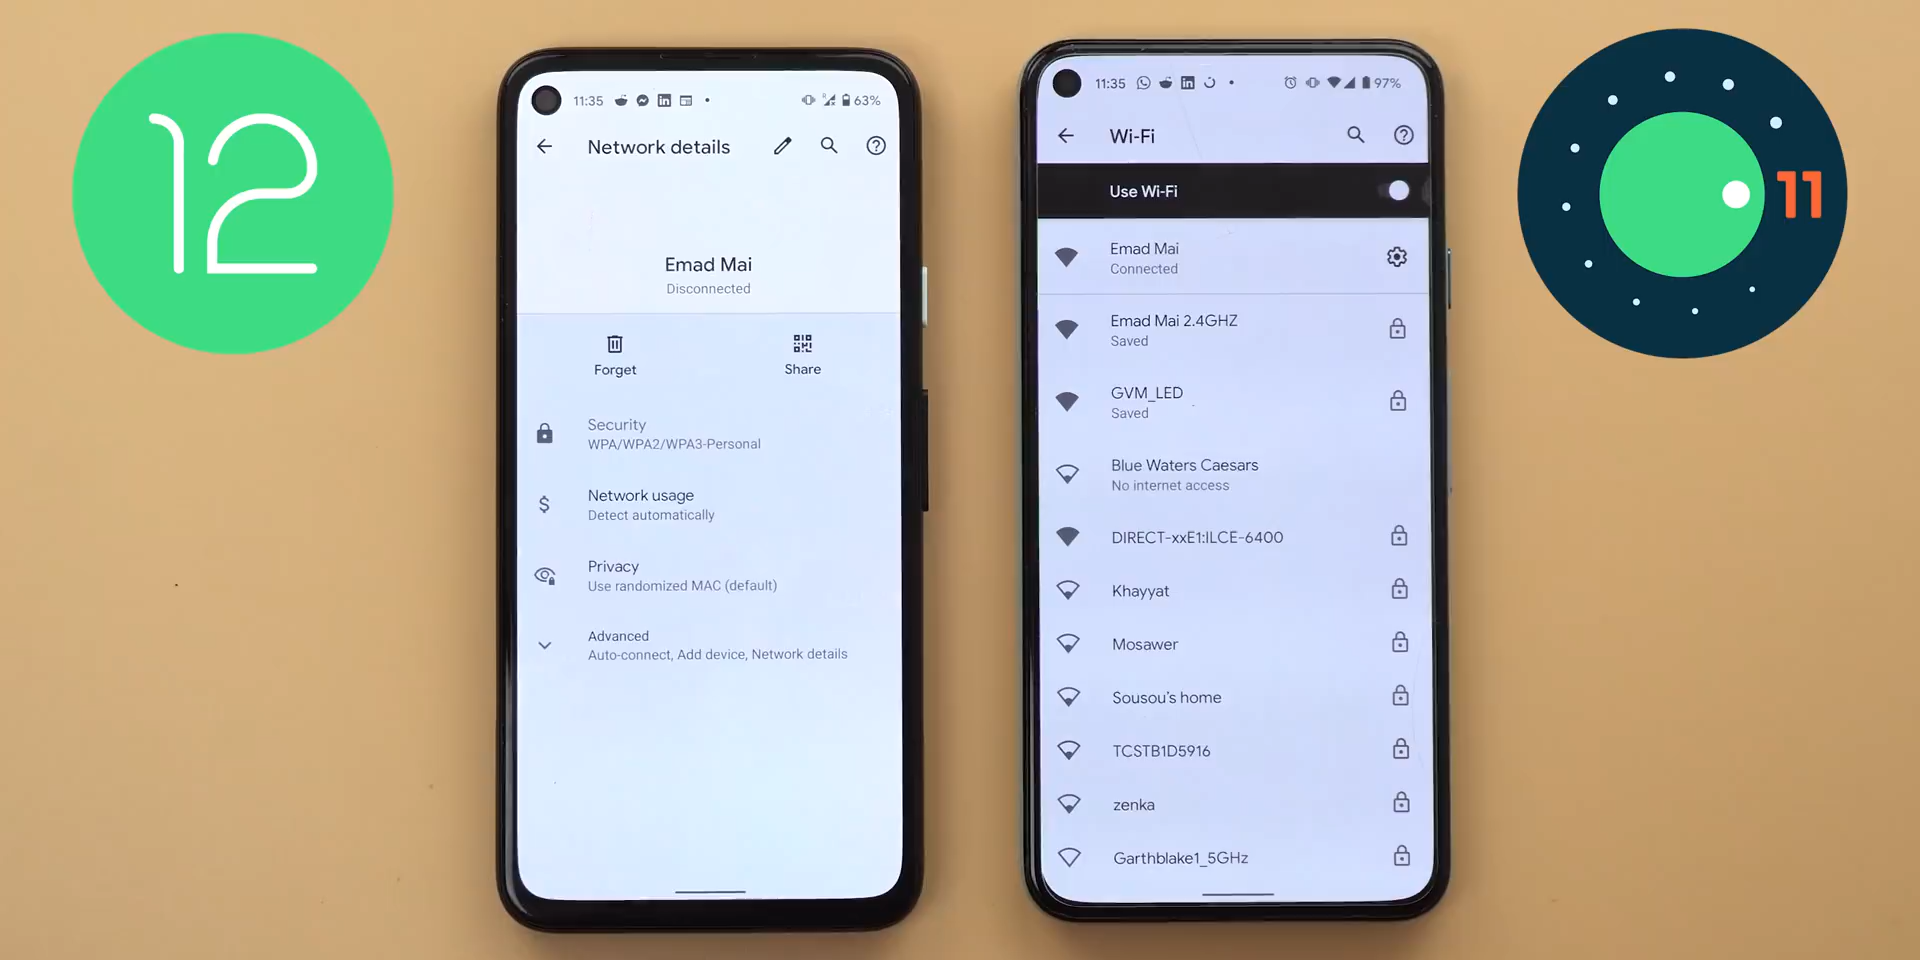 12
11:35
63%
Network details
Emad Mai
Disconnected
Forget
Share
Security
WPA/WPA2/WPA3-Personal
Network usage
Detect automatically
Privacy
Use randomized MAC (default)
Advanced
Auto-connect, Add device, Network details
11:35
97%
Wi-Fi
Use Wi-Fi
Emad Mai
Connected
Emad Mai 2.4GHZ
Saved
GVM_LED
Saved
Blue Waters Caesars
No internet access
DIRECT-xxE1:ILCE-6400
Khayyat
Mosawer
Sousou's home
TCSTB1D5916
zenka
Garthblake1_5GHz
11